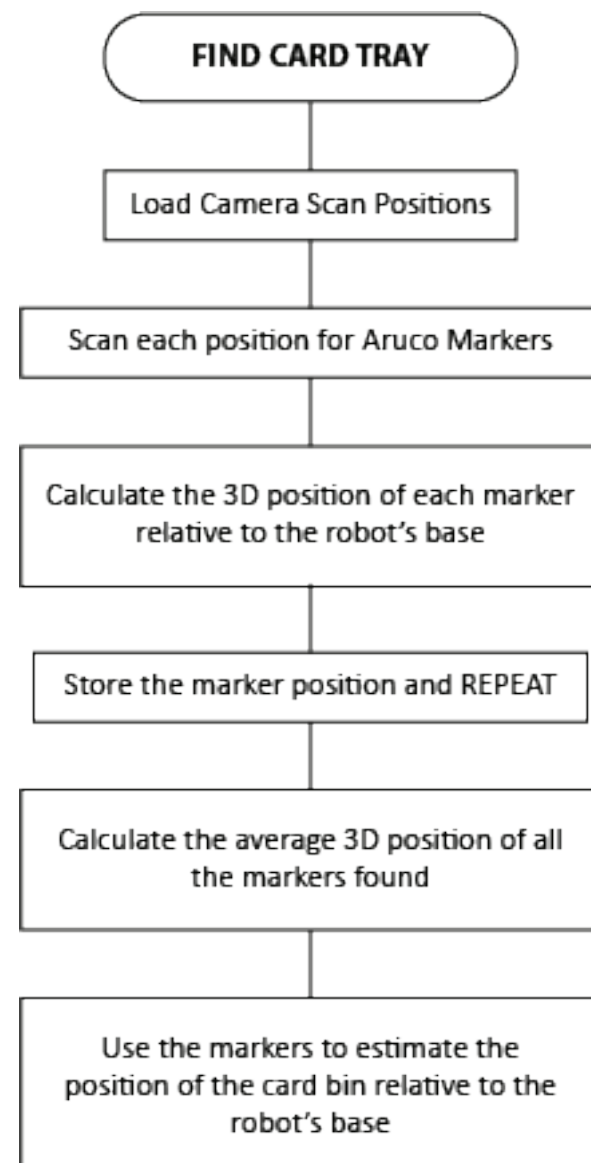 FIND CARD TRAY
Load Camera Scan Positions
Scan each position for Aruco Markers
Calculate the 3D position of each marker
relative to the robot's base
Store the marker position and REPEAT
Calculate the average 3D position of all
the markers found
Use the markers to estimate the
position of the card bin relative to the
robot's base